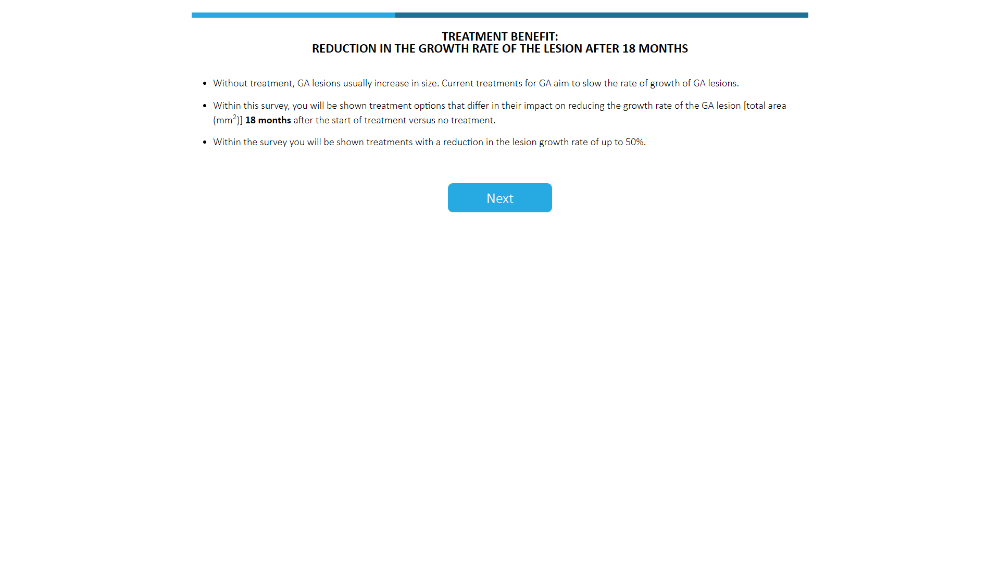 TREATMENT BENEFIT:
REDUCTION IN THE GROWTH RATE OF THE LESION AFTER 18 MONTHS
• Without treatment, GA lesions usually increase in size. Current treatments for GA aim to slow the rate of growth of GA lesions.
• Within this survey, you will be shown treatment options that differ in their impact on reducing the growth rate of the GA lesion [total area
(mm²)] 18 months after the start of treatment versus no treatment.
• Within the survey you will be shown treatments with a reduction in the lesion growth rate of up to 50%.
Next